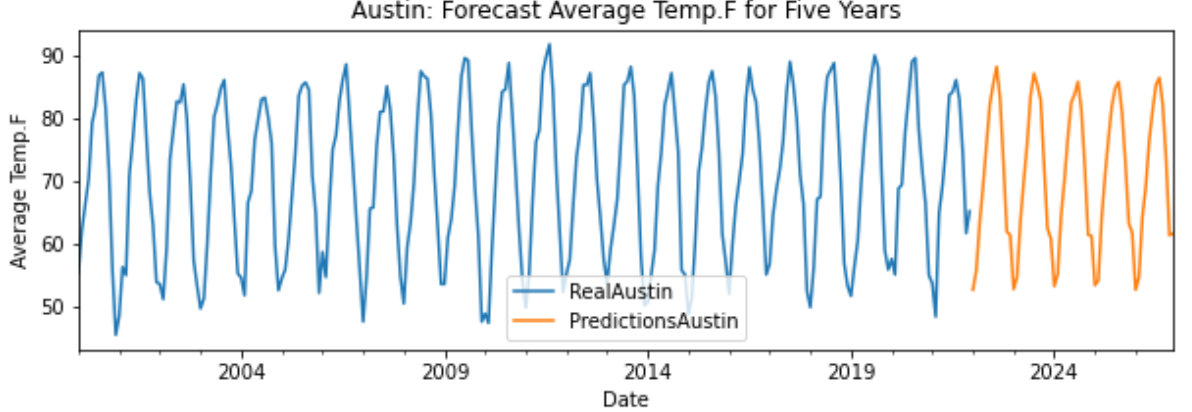 Austin: Forecast Average Temp.F for Five Years
Average Temp.F
90
80
70
60
50
RealAustin
PredictionsAustin
2004
2009
2014
2019
2024
Date